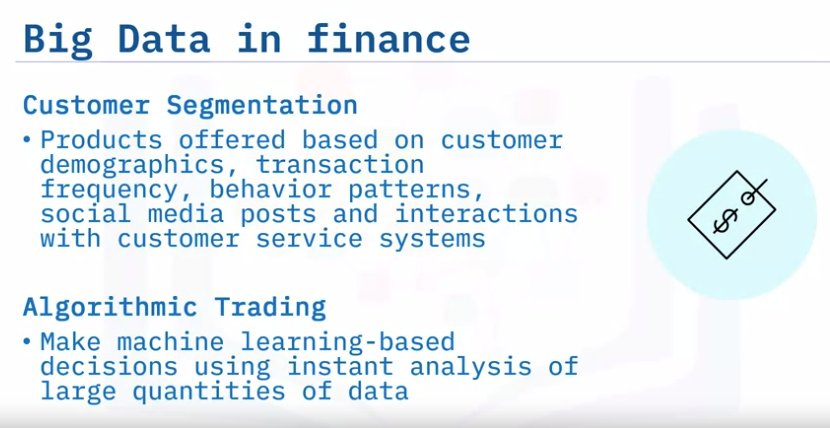 Big Data in finance
Customer Segmentation
• Products offered based on customer
demographics, transaction
frequency, behavior patterns,
social media posts and interactions
with customer service systems
Algorithmic Trading
• Make machine learning-based
decisions using instant analysis of
large quantities of data
$